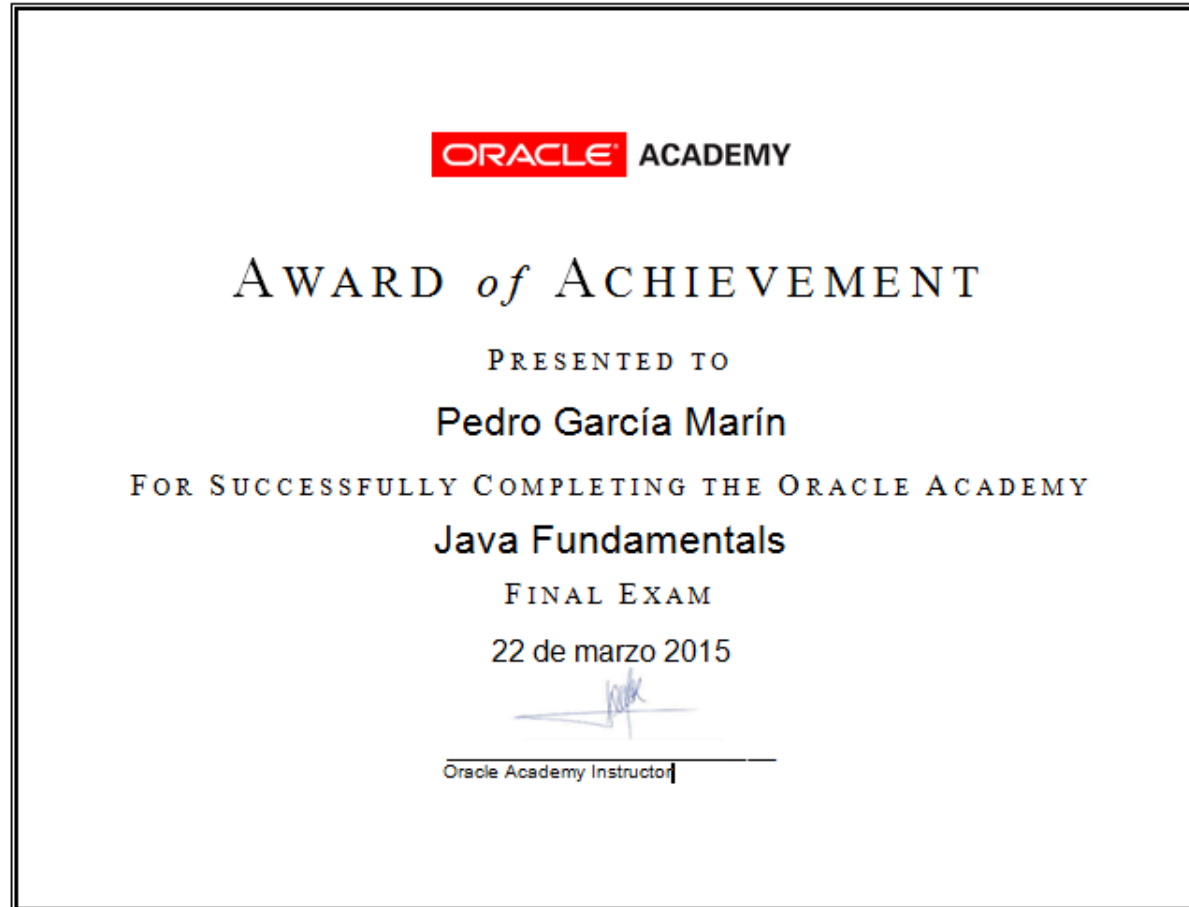 ORACLE® ACADEMY
AWARD of ACHIEVEMENT
PRESENTED TO
Pedro García Marín
FOR SUCCESSFULLY COMPLETING THE ORACLE ACADEMY
Java Fundamentals
FINAL EXAM
22 de marzo 2015
Oracle Academy Instructor